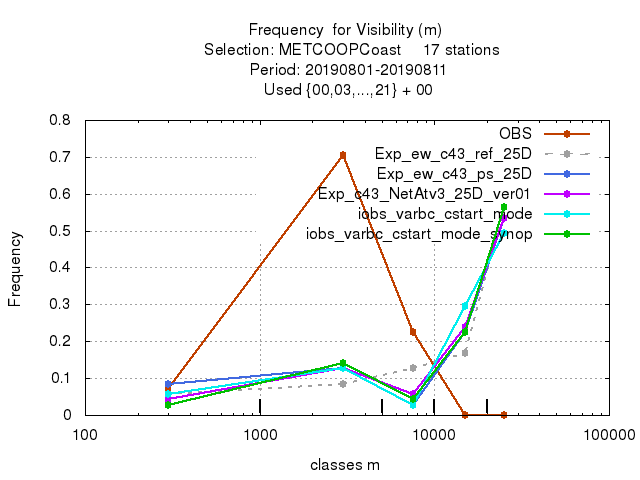 Frequency  for Visibility (m)
Selection: METCOOPCoast    17 stations
Period: 20190801-20190811
Used {00,03,...,21} + 00
OBS
Exp_ew_c43_ref_25D
Exp_ew_c43_ps_25D
Exp_c43_NetAtv3_25D_ver01
iobs_varbc_cstart_mode
iobs_varbc_cstart_mode_synop
Frequency
0.8
0.7
0.6
0.5
0.4
0.3
0.2
0.1
0
100
1000
10000
100000
classes m